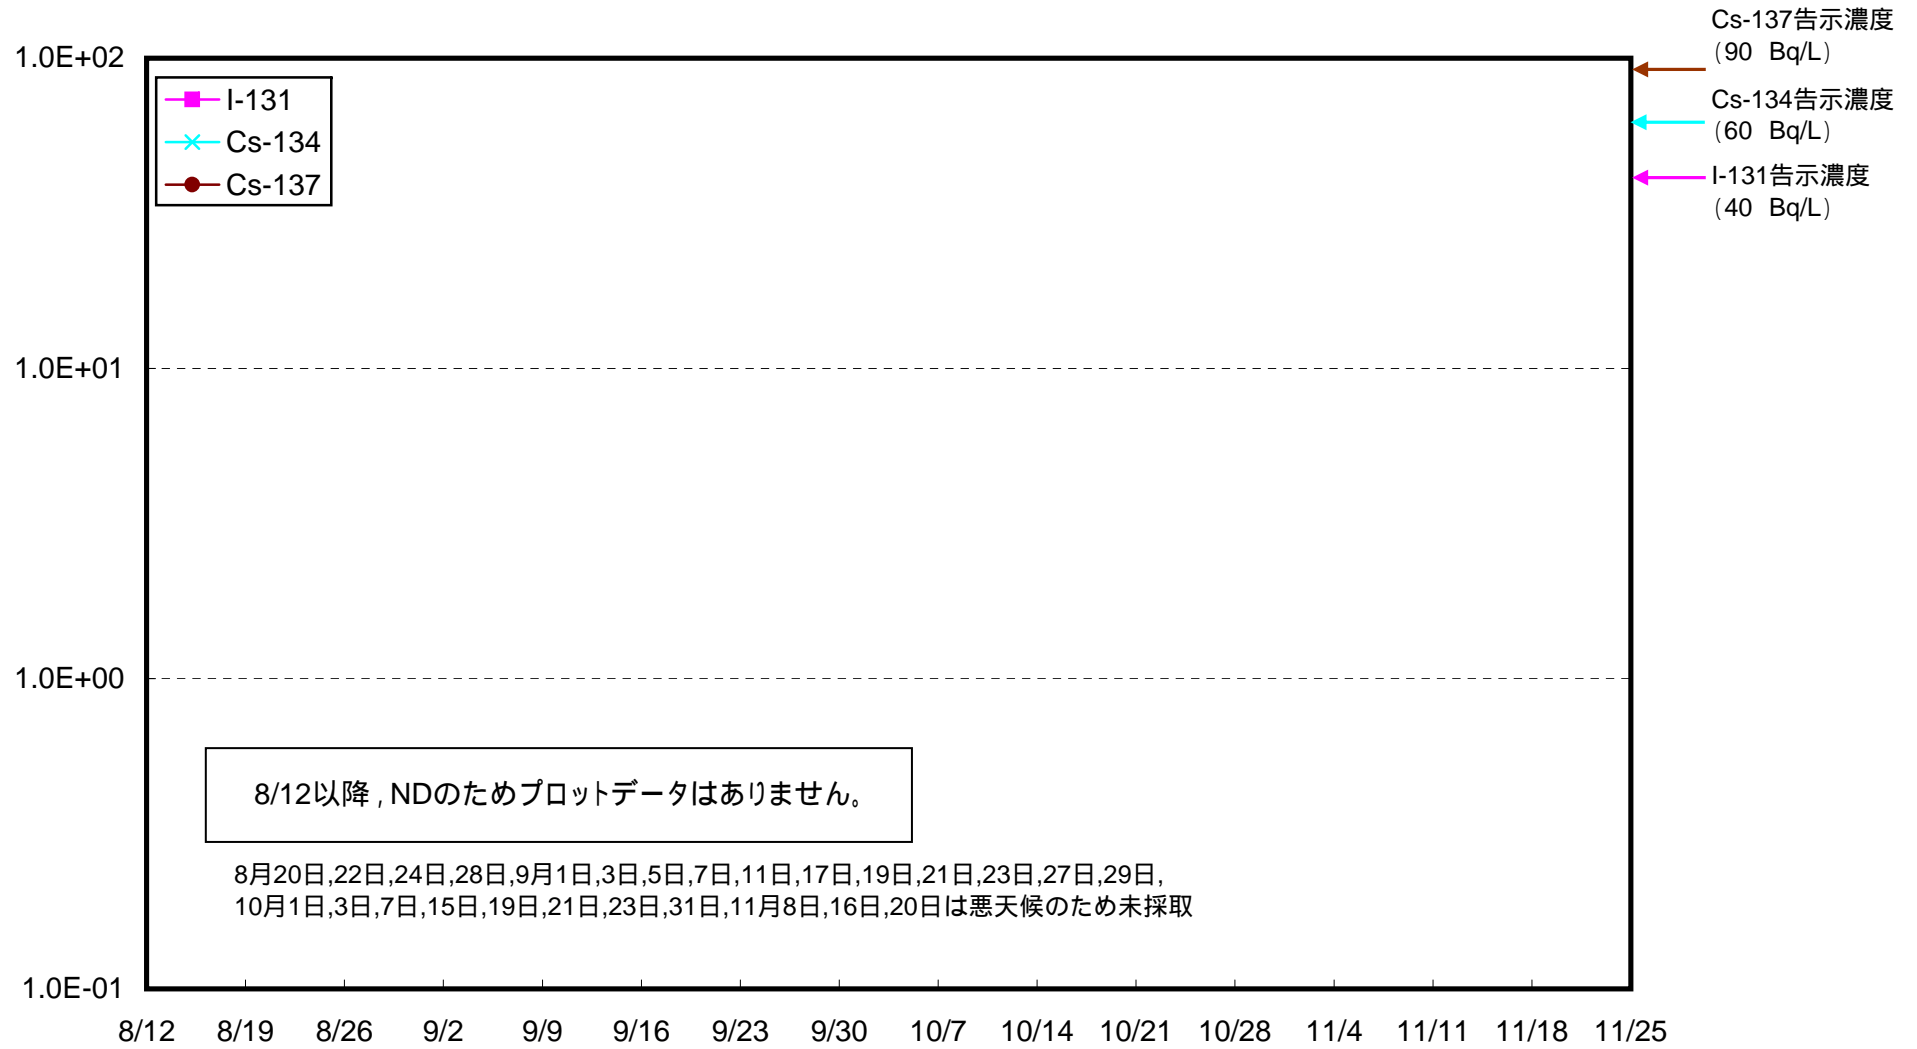 Cs-137告示濃度
(90 Bq/L)
1.0E+02
I-131
Cs-134
Cs-137
Cs-134告示濃度
(60 Bq/L)
I-131告示濃度
(40 Bq/L)
1.0E+01
1.0E+00
8/12以降,NDのためプロットデータはありません。
8月20日,22日,24日,28日,9月1日,3日,5日,7日,11日,17日,19日,21日,23日,27日,29日,
10月1日,3日,7日,15日,19日,21日,23日,31日,11月8日,16日,20日は悪天候のため未採取
1.0E-01
8/12 8/19 8/26 9/2 9/9 9/16 9/23 9/30 10/7 10/14 10/21 10/28 11/4 11/11 11/18 11/25